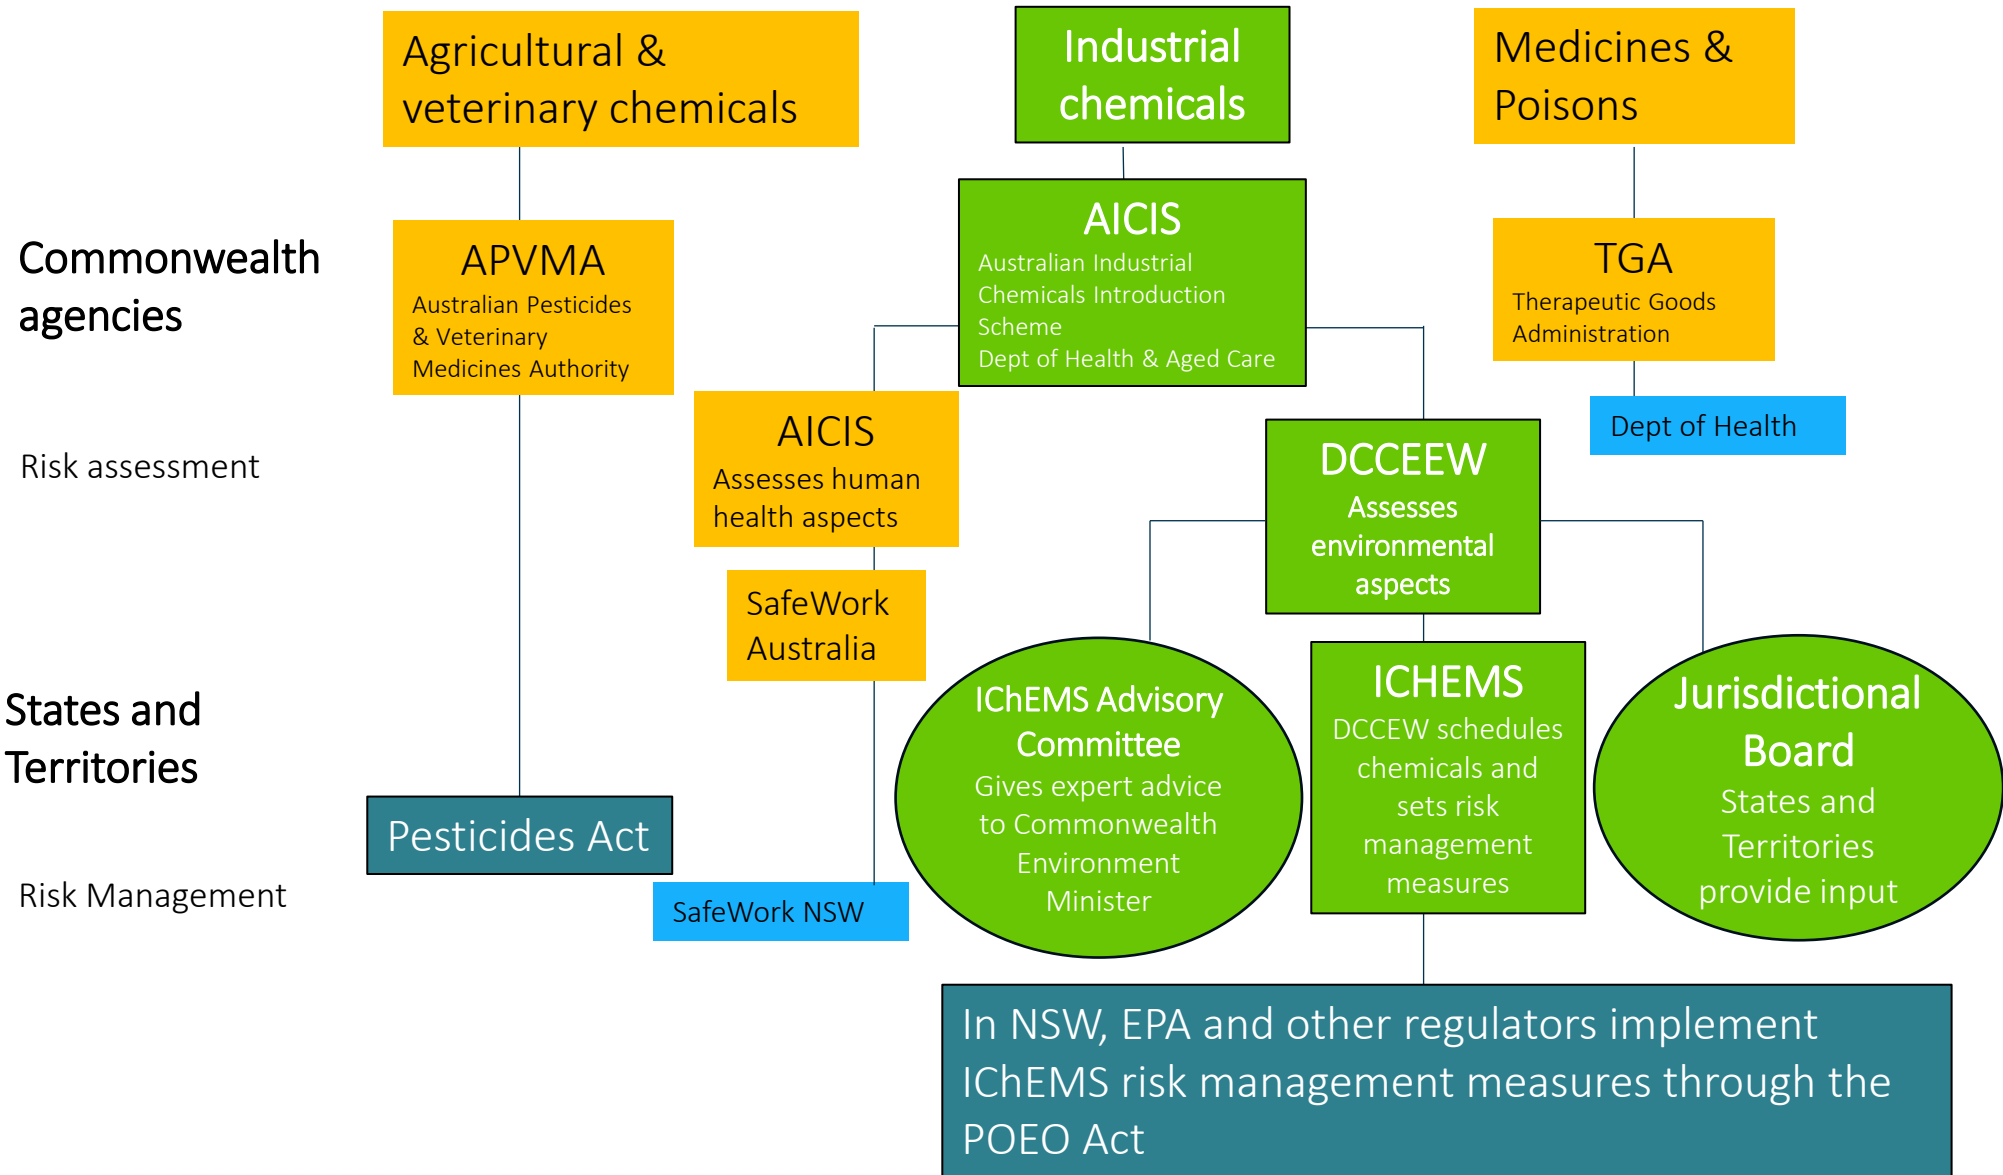 Agricultural &
veterinary chemicals
Industrial
chemicals
Medicines &
Poisons
Commonwealth
agencies
APVMA
Australian Pesticides
& Veterinary
Medicines Authority
AICIS
Australian Industrial
Chemicals Introduction
Scheme
Dept of Health & Aged Care
TGA
Therapeutic Goods
Administration
Dept of Health
Risk assessment
AICIS
Assesses human
health aspects
DCCEEW
Assesses
environmental
aspects
SafeWork
Australia
States and
Territories
IChEMS Advisory
Committee
Gives expert advice
to Commonwealth
Environment
Minister
ICHEMS
DCCEW schedules
chemicals and
sets risk
management
measures
Jurisdictional
Board
States and
Territories
provide input
Pesticides Act
Risk Management
SafeWork NSW
In NSW, EPA and other regulators implement
IChEMS risk management measures through the
POEO Act